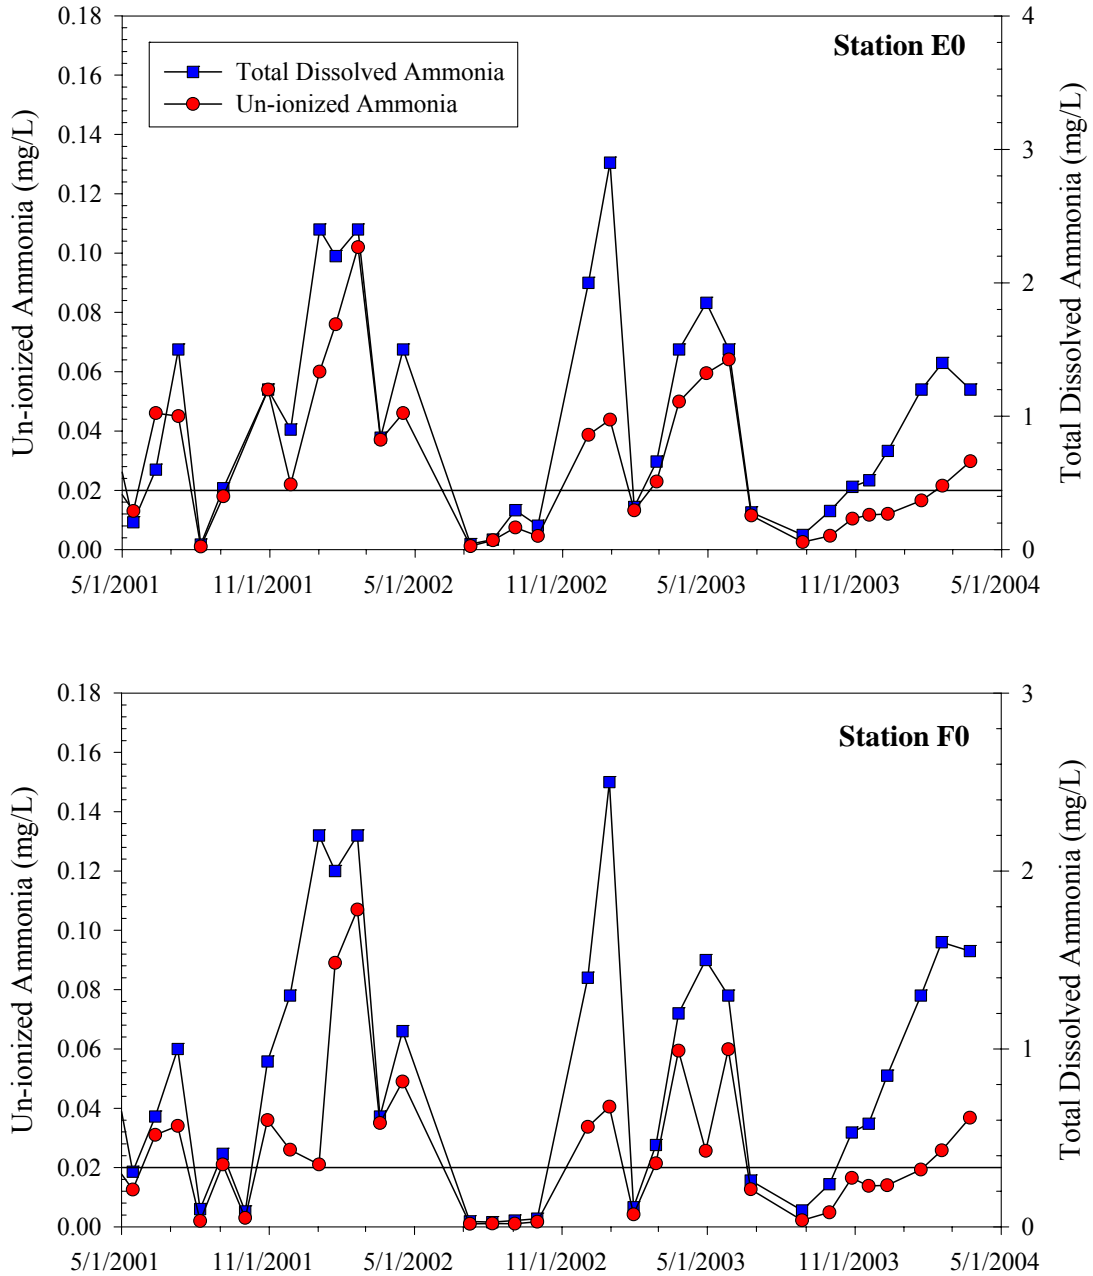 0.18
0.16
0.14
0.12
0.10
0.08
0.06
0.04
0.02
0.00
Un-ionized Ammonia (mg/L)
Station E0
Total Dissolved Ammonia
Un-ionized Ammonia
4
3
2
1
0
Total Dissolved Ammonia (mg/L)
5/1/2001 11/1/2001 5/1/2002 11/1/2002 5/1/2003 11/1/2003 5/1/2004
0.18
0.16
0.14
0.12
0.10
0.08
0.06
0.04
0.02
0.00
Un-ionized Ammonia (mg/L)
Station F0
3
2
1
0
Total Dissolved Ammonia (mg/L)
5/1/2001 11/1/2001 5/1/2002 11/1/2002 5/1/2003 11/1/2003 5/1/2004